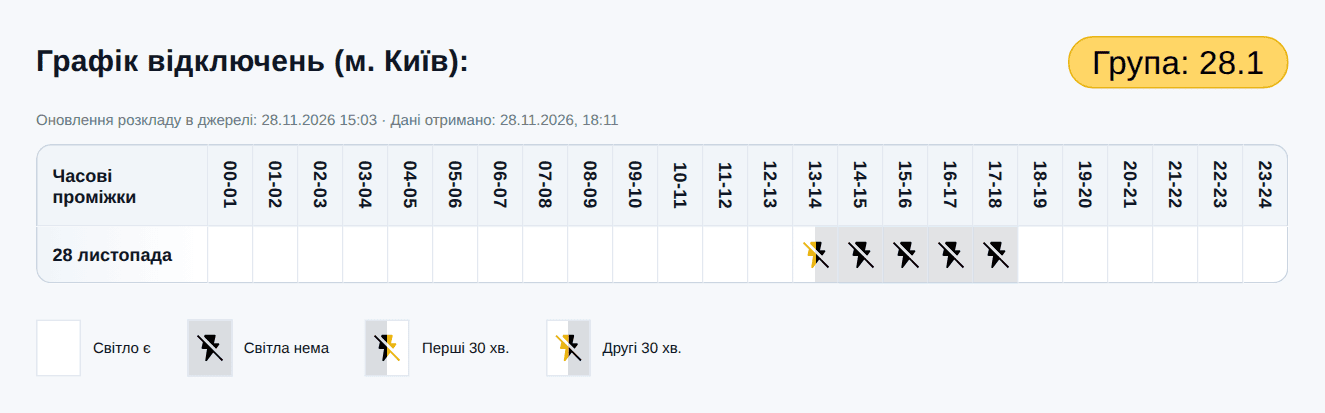 Графік відключень (м. Київ):
Група: 28.1
Оновлення розкладу в джерелі: 28.11.2026 15:03 · Дані отримано: 28.11.2026, 18:11
Часові
проміжки
00-01
01-02
02-03
03-04
04-05
05-06
06-07
07-08
08-09
09-10
10-11
11-12
12-13
13-14
14-15
15-16
16-17
17-18
18-19
19-20
20-21
21-22
22-23
23-24
28 листопада
Світло є
Світла нема
Перші 30 хв.
Другі 30 хв.